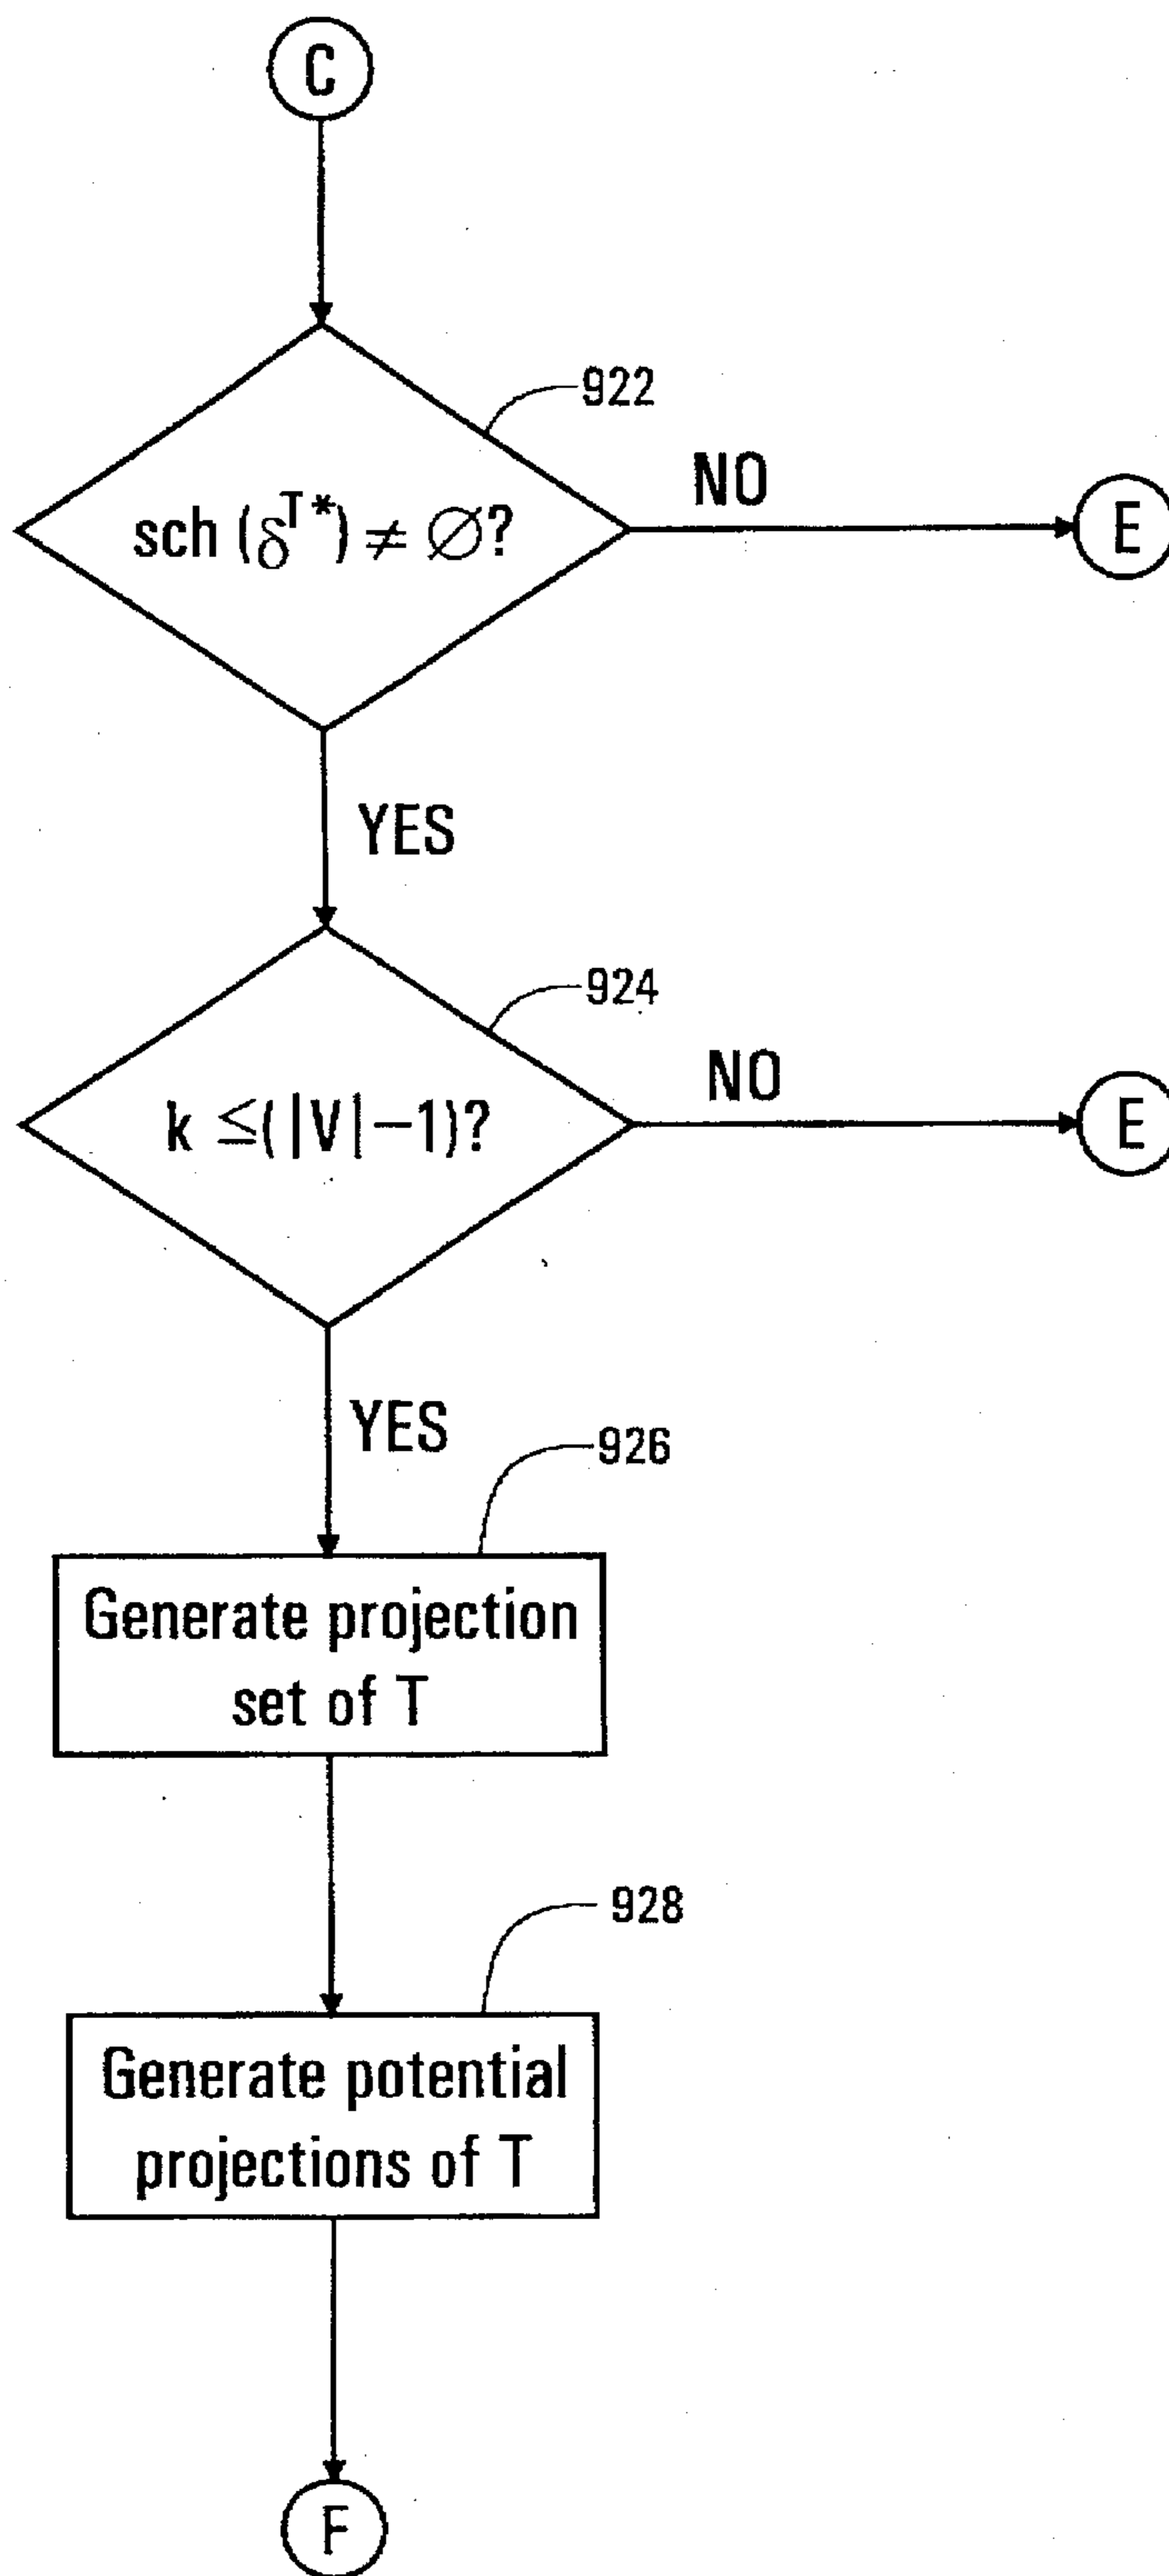 C
922
sch (δ^T*) ≠ ∅?
NO
E
YES
924
k ≤(|V|−1)?
NO
E
YES
926
Generate projection
set of T
928
Generate potential
projections of T
F